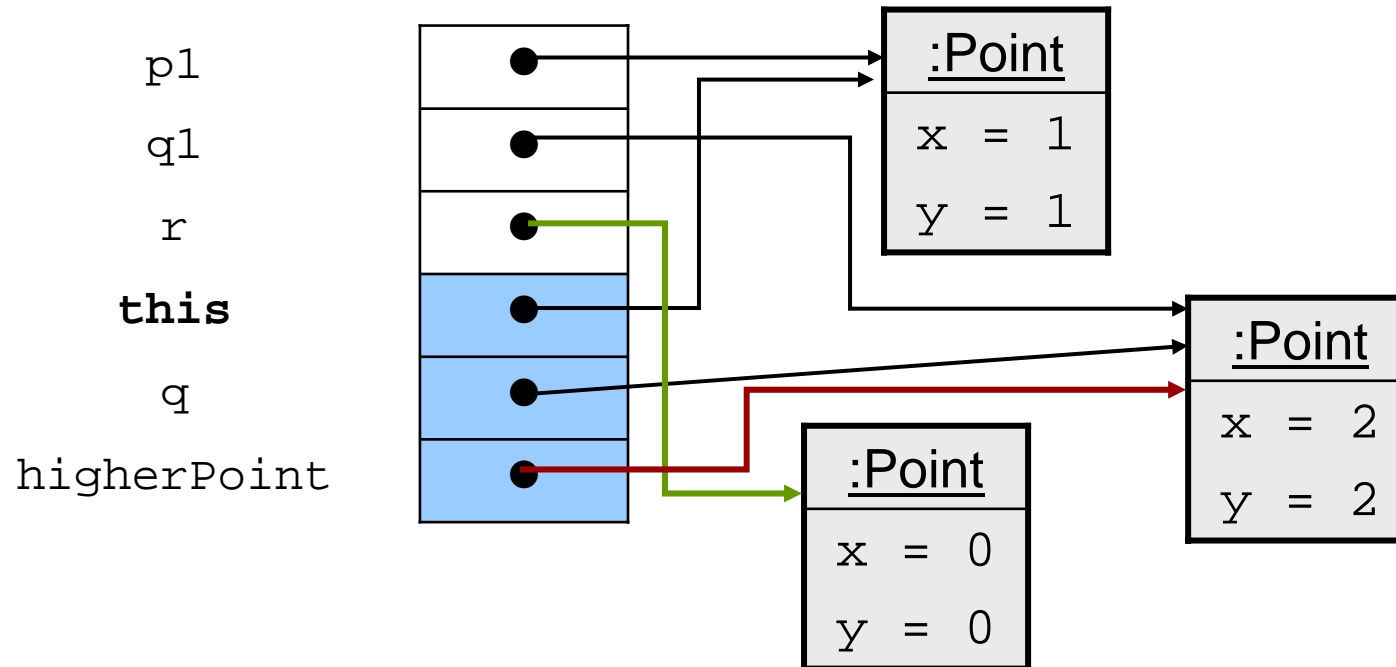 p1
q1
r
this
q
higherPoint
:Point
x = 1
y = 1
:Point
x = 2
y = 2
:Point
x = 0
y = 0